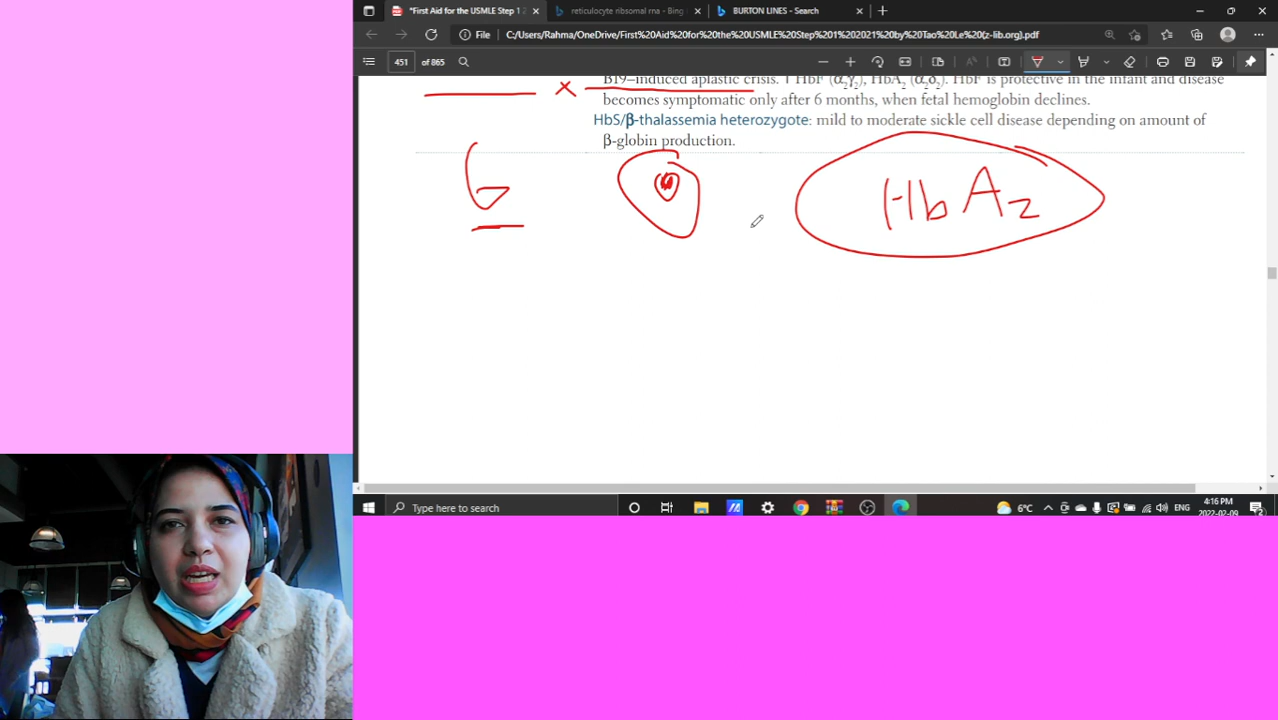 *First Aid for the USMLE Step 1 2
reticulocyte ribsomal rna - Bing
BURTON LINES - Search
File
C:/Users/Rahma/OneDrive/First%20Aid%20for%20the%20USMLE%20Step%201%202021%20by%20Tao%20Le%20(z-lib.org).pdf
451 of 865
B19–induced aplastic crisis. ↑ HbF (α₂γ₂), HbA₂ (α₂δ₂). HbF is protective in the infant and disease
becomes symptomatic only after 6 months, when fetal hemoglobin declines.
HbS/β-thalassemia heterozygote: mild to moderate sickle cell disease depending on amount of
β-globin production.
HbA2
Type here to search
6°C
ENG
4:16 PM
2022-02-09